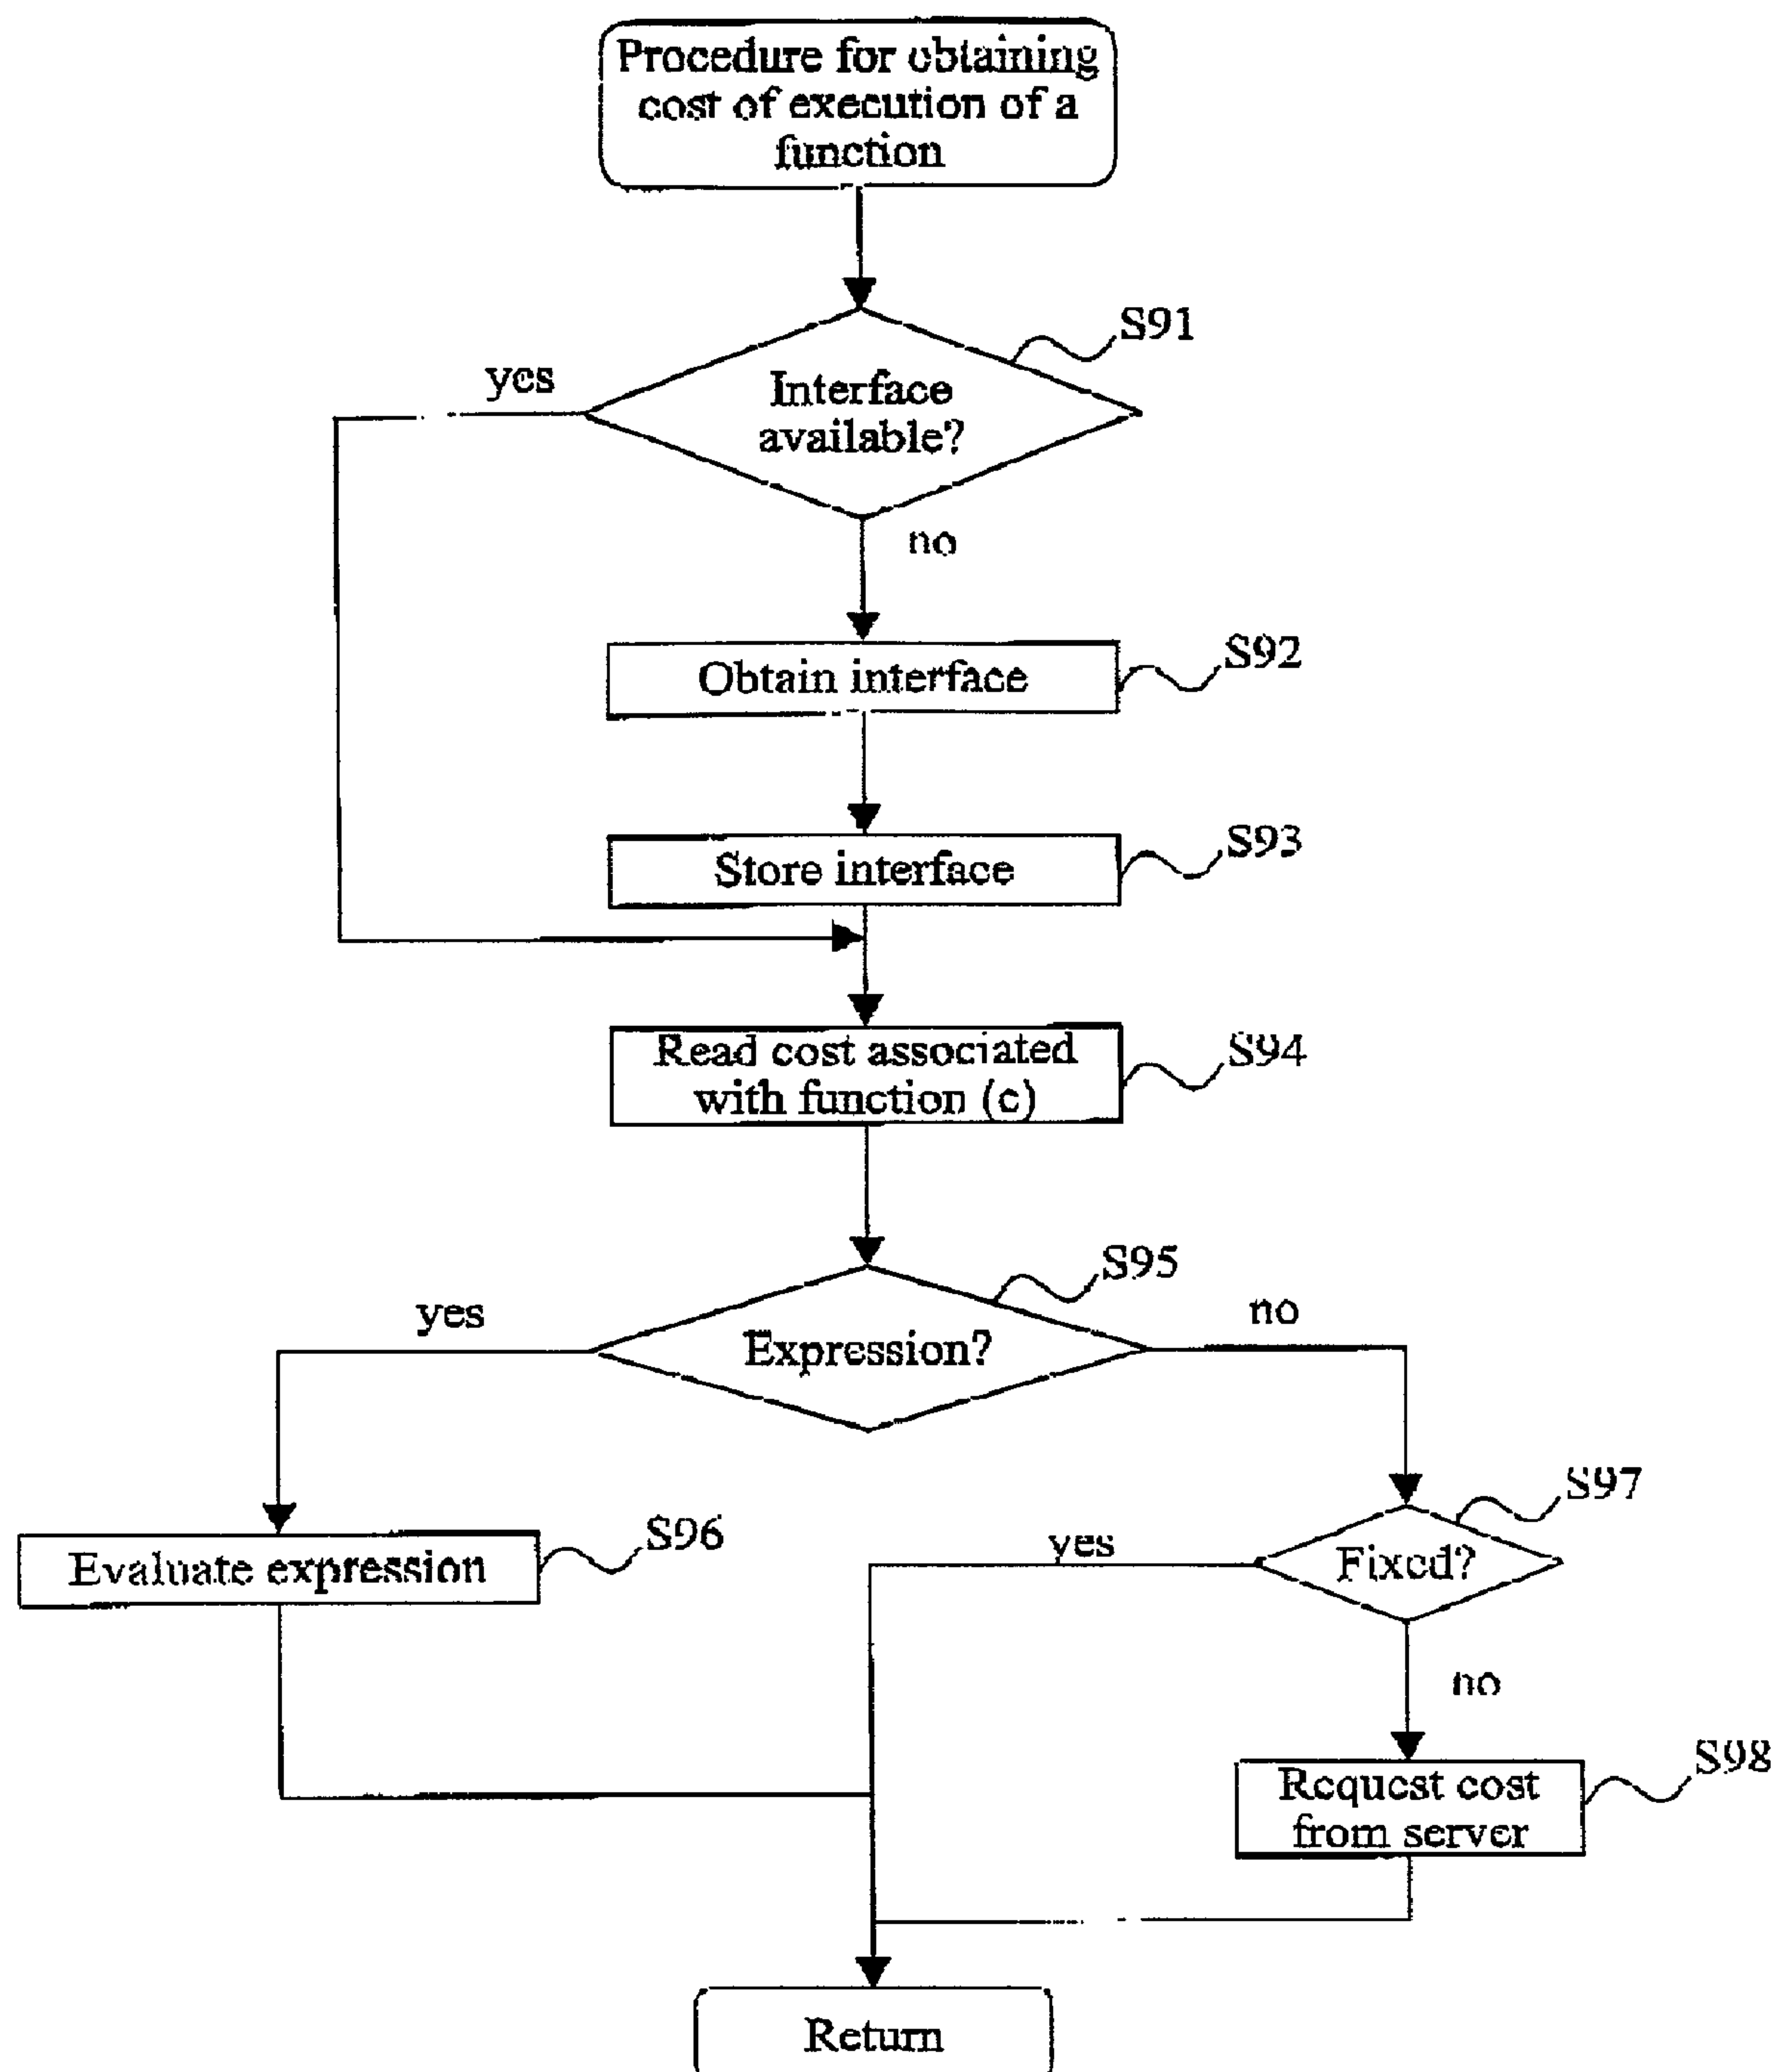 Procedure for obtaining
cost of execution of a
function
S91
yes
Interface
available?
no
S92
Obtain interface
S93
Store interface
S94
Read cost associated
with function (c)
S95
yes
no
Expression?
S97
S96
yes
Fixed?
Evaluate expression
no
S98
Request cost
from server
Return